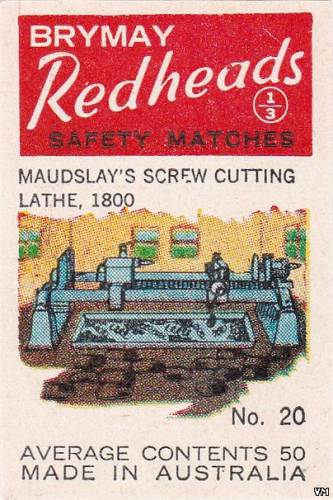 BRYMAY
Redheads
1/3
SAFETY MATCHES
MAUDSLAY'S SCREW CUTTING
LATHE, 1800
No. 20
AVERAGE CONTENTS 50
MADE IN AUSTRALIA
VM